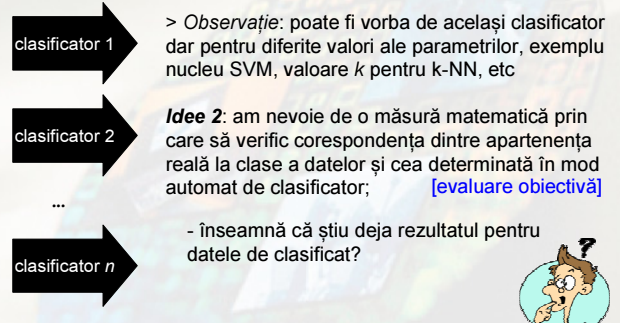 clasificator 1
> Observație: poate fi vorba de același clasificator
dar pentru diferite valori ale parametrilor, exemplu
nucleu SVM, valoare k pentru k-NN, etc
clasificator 2
Idee 2: am nevoie de o măsură matematică prin
care să verific corespondența dintre apartenența
reală la clase a datelor și cea determinată în mod
automat de clasificator; [evaluare obiectivă]
...
- înseamnă că știu deja rezultatul pentru
datele de clasificat?
clasificator n
?